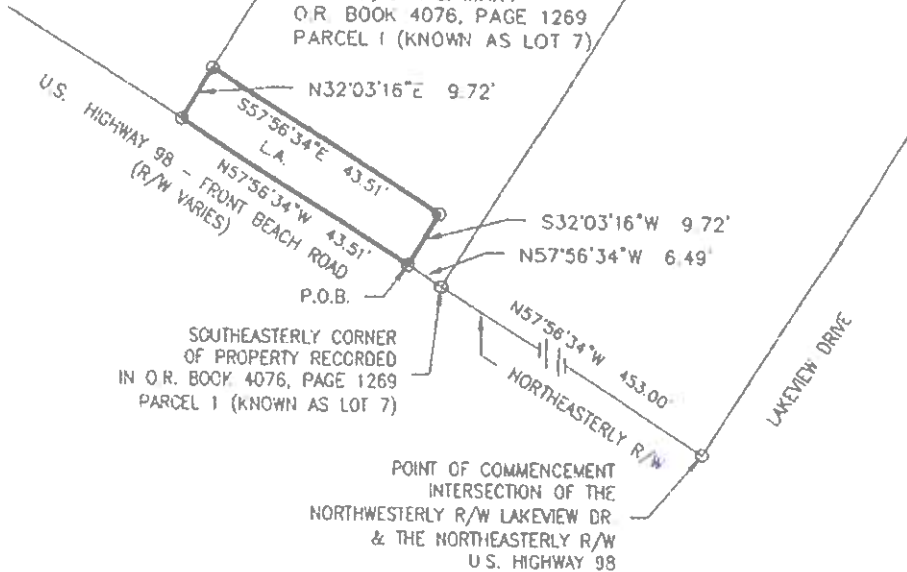 O.R. BOOK 4076, PAGE 1269
PARCEL 1 (KNOWN AS LOT 7)
N32°03'16"E 9.72'
S57°56'34"E 43.51'
L.A.
U.S. HIGHWAY 98 - FRONT BEACH ROAD
(R/W VARIES)
N57°56'34"W 43.51'
S32°03'16"W 9.72'
N57°56'34"W 6.49'
P.O.B.
SOUTHEASTERLY CORNER
OF PROPERTY RECORDED
IN O.R. BOOK 4076, PAGE 1269
PARCEL 1 (KNOWN AS LOT 7)
N57°56'34"W 453.00'
NORTHEASTERLY R/W
LAKEVIEW DRIVE
POINT OF COMMENCEMENT
INTERSECTION OF THE
NORTHWESTERLY R/W LAKEVIEW DR.
& THE NORTHEASTERLY R/W
U.S. HIGHWAY 98